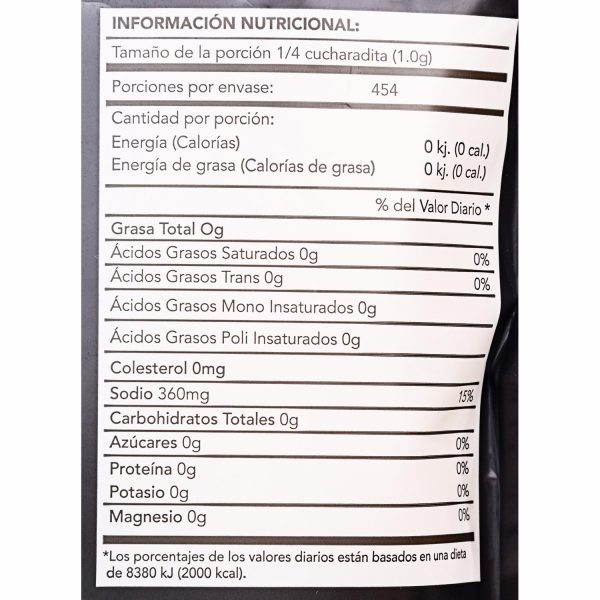 INFORMACIÓN NUTRICIONAL:
Tamaño de la porción 1/4 cucharadita (1.0g)
Porciones por envase: 454
Cantidad por porción:
Energía (Calorías) 0 kj. (0 cal.)
Energía de grasa (Calorías de grasa) 0 kj. (0 cal.)
% del Valor Diario *
Grasa Total Og
Ácidos Grasos Saturados 0g 0%
Ácidos Grasos Trans 0g 0%
Ácidos Grasos Mono Insaturados 0g
Ácidos Grasos Poli Insaturados 0g
Colesterol 0mg
Sodio 360mg 15%
Carbohidratos Totales 0g
Azúcares 0g 0%
Proteína 0g 0%
Potasio 0g 0%
Magnesio 0g 0%
*Los porcentajes de los valores diarios están basados en una dieta
de 8380 kJ (2000 kcal).